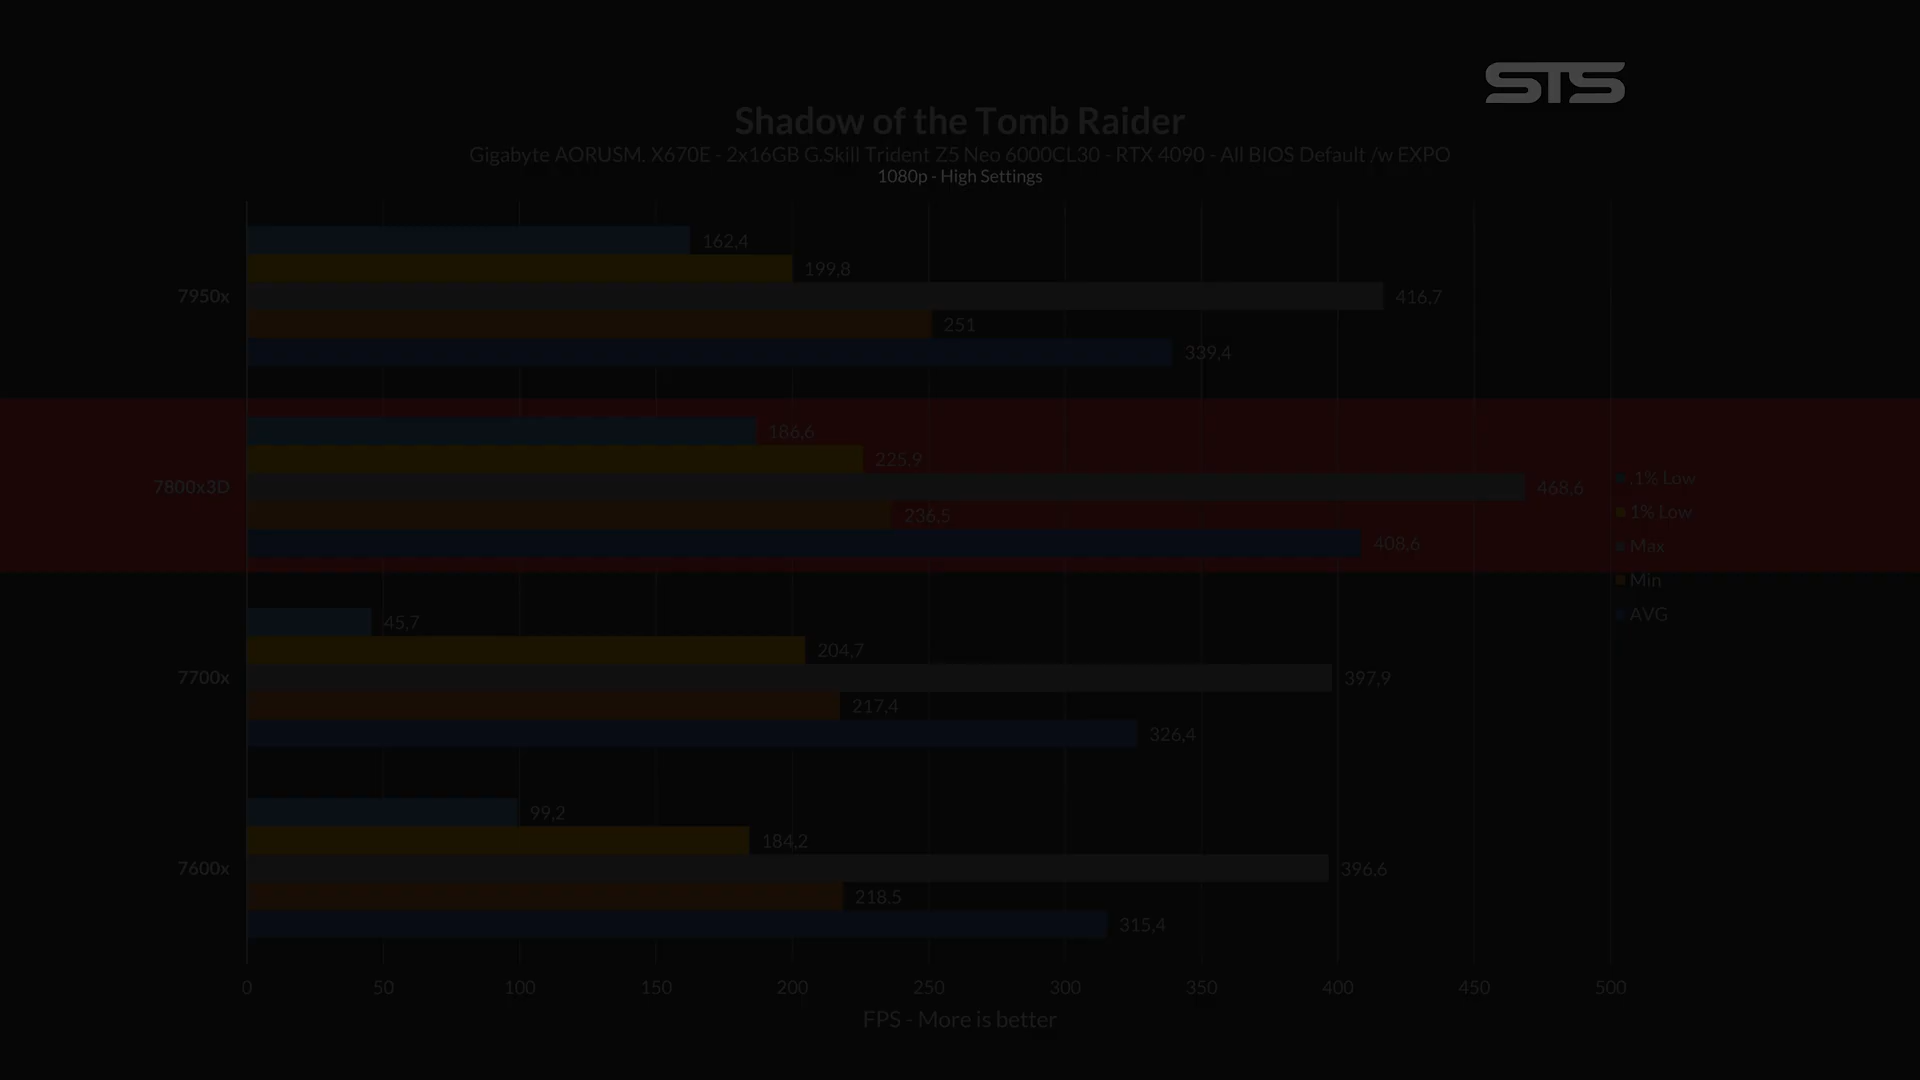 STS
Shadow of the Tomb Raider
Gigabyte AORUSM. X670E - 2x16GB G.Skill Trident Z5 Neo 6000CL30 - RTX 4090 - All BIOS Default /w EXPO
1080p - High Settings
162,4
199,8
7950x
416,7
251
339,4
186,6
225,9
7800x3D
468,6
236,5
408,6
.1% Low
1% Low
Max
Min
AVG
45,7
204,7
7700x
397,9
217,4
326,4
99,2
184,2
7600x
396,6
218,5
315,4
0 50 100 150 200 250 300 350 400 450 500
FPS - More is better